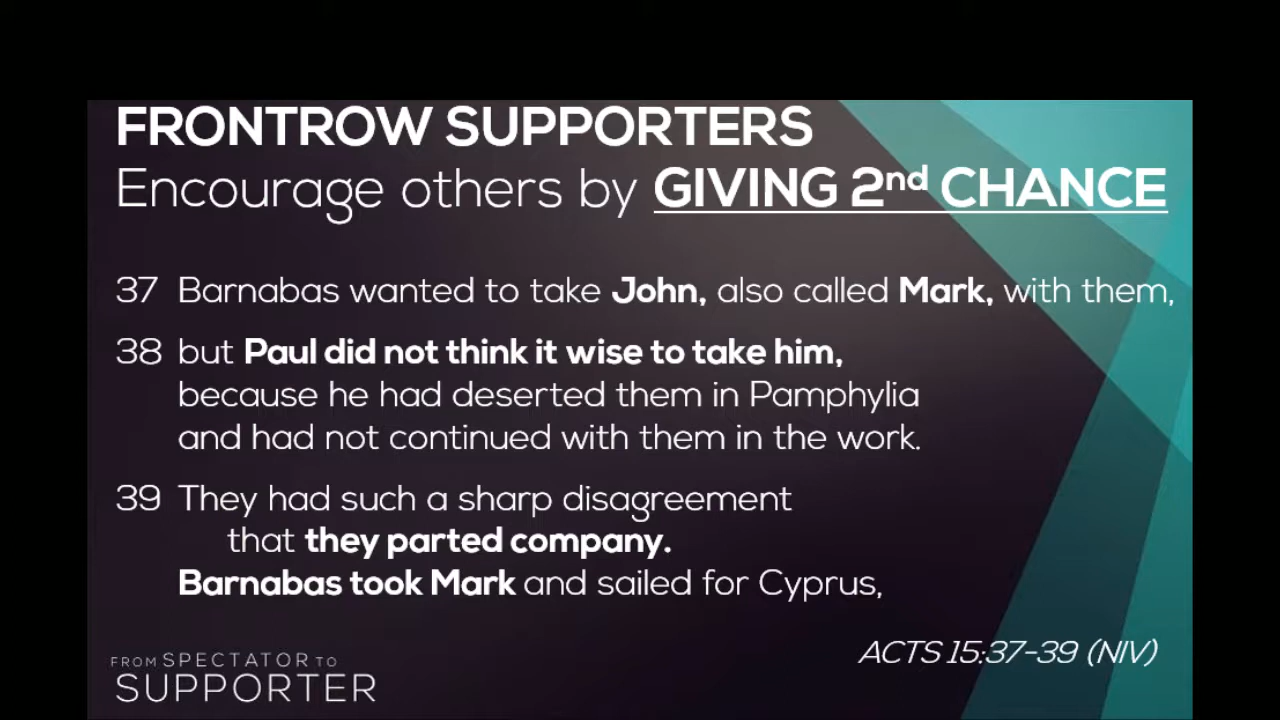 FRONTROW SUPPORTERS
Encourage others by GIVING 2nd CHANCE
37 Barnabas wanted to take John, also called Mark, with them,
38 but Paul did not think it wise to take him,
because he had deserted them in Pamphylia
and had not continued with them in the work.
39 They had such a sharp disagreement
that they parted company.
Barnabas took Mark and sailed for Cyprus,
ACTS 15:37-39 (NIV)
FROM SPECTATOR TO
SUPPORTER